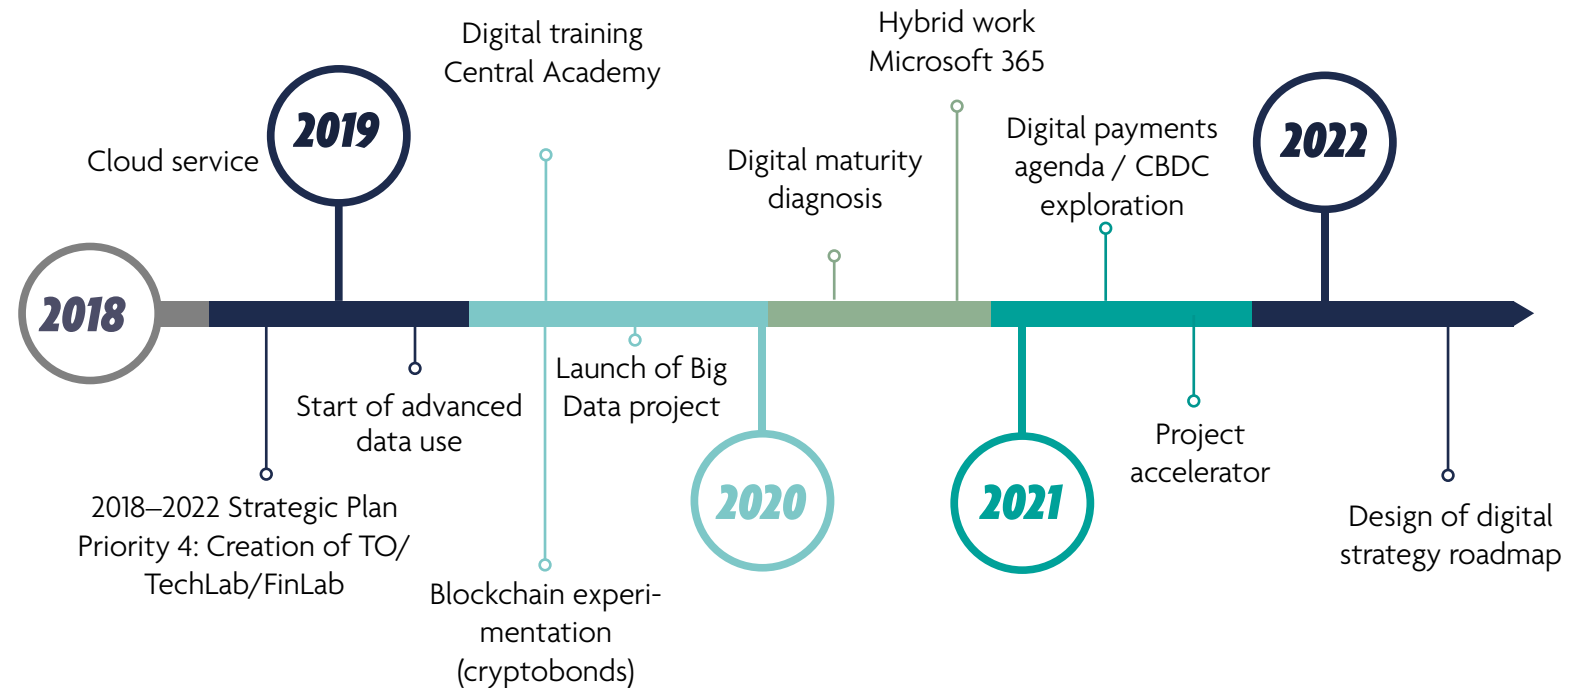 Digital training
Central Academy
Hybrid work
Microsoft 365
2019
Cloud service
Digital maturity
diagnosis
Digital payments
agenda / CBDC
exploration
2022
2018
Start of advanced
data use
Launch of Big
Data project
2018–2022 Strategic Plan
Priority 4: Creation of TO/
TechLab/FinLab
Blockchain experi-
mentation
(cryptobonds)
2020
2021
Project
accelerator
Design of digital
strategy roadmap